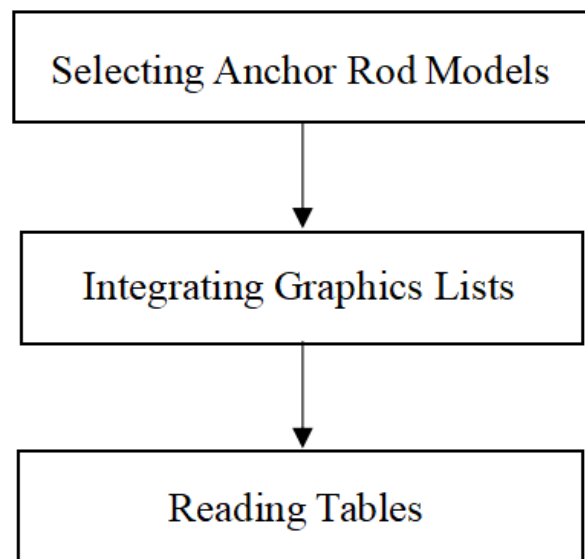 Selecting Anchor Rod Models
Integrating Graphics Lists
Reading Tables